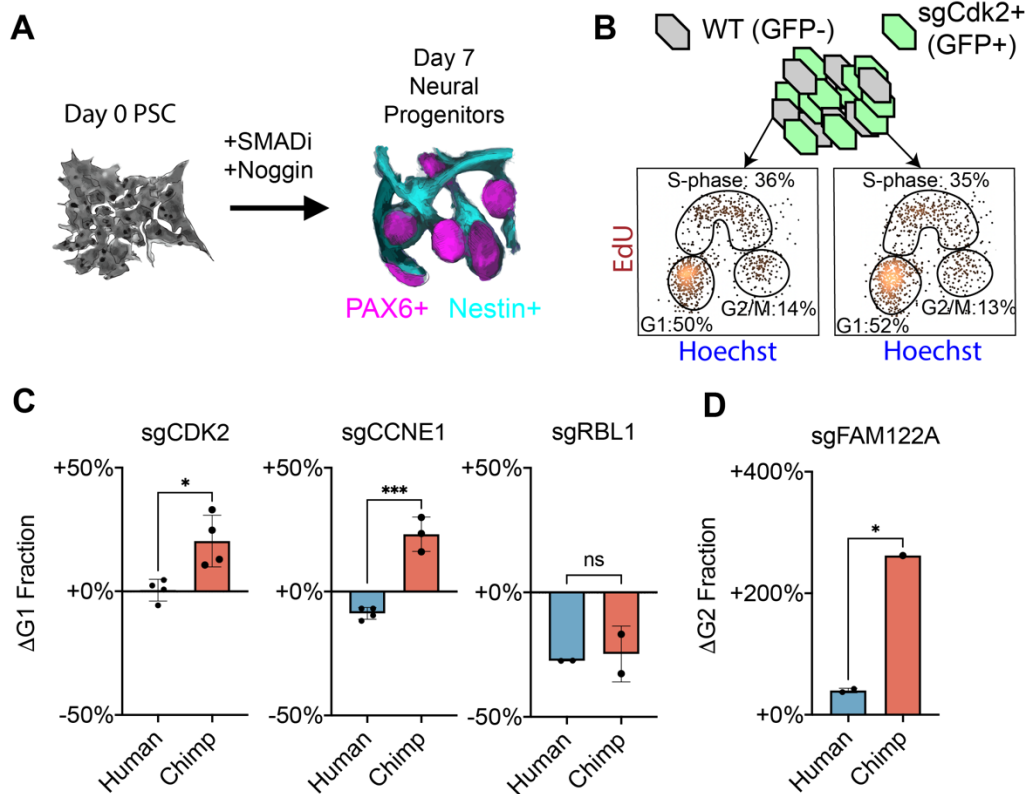 A
Day 0 PSC
+SMADi
+Noggin
Day 7
Neural
Progenitors
PAX6+ Nestin+
B
WT (GFP-)
sgCdk2+
(GFP+)
EdU
S-phase: 36%
G1:50%
G2/M:14%
Hoechst
S-phase: 35%
G1:52%
G2/M:13%
Hoechst
C
ΔG1 Fraction
sgCDK2
+50%
+0%
-50%
*
Human
Chimp
sgCCNE1
+50%
+0%
-50%
***
Human
Chimp
sgRBL1
+50%
+0%
-50%
ns
Human
Chimp
D
sgFAM122A
ΔG2 Fraction
+400%
+200%
+0%
*
Human
Chimp